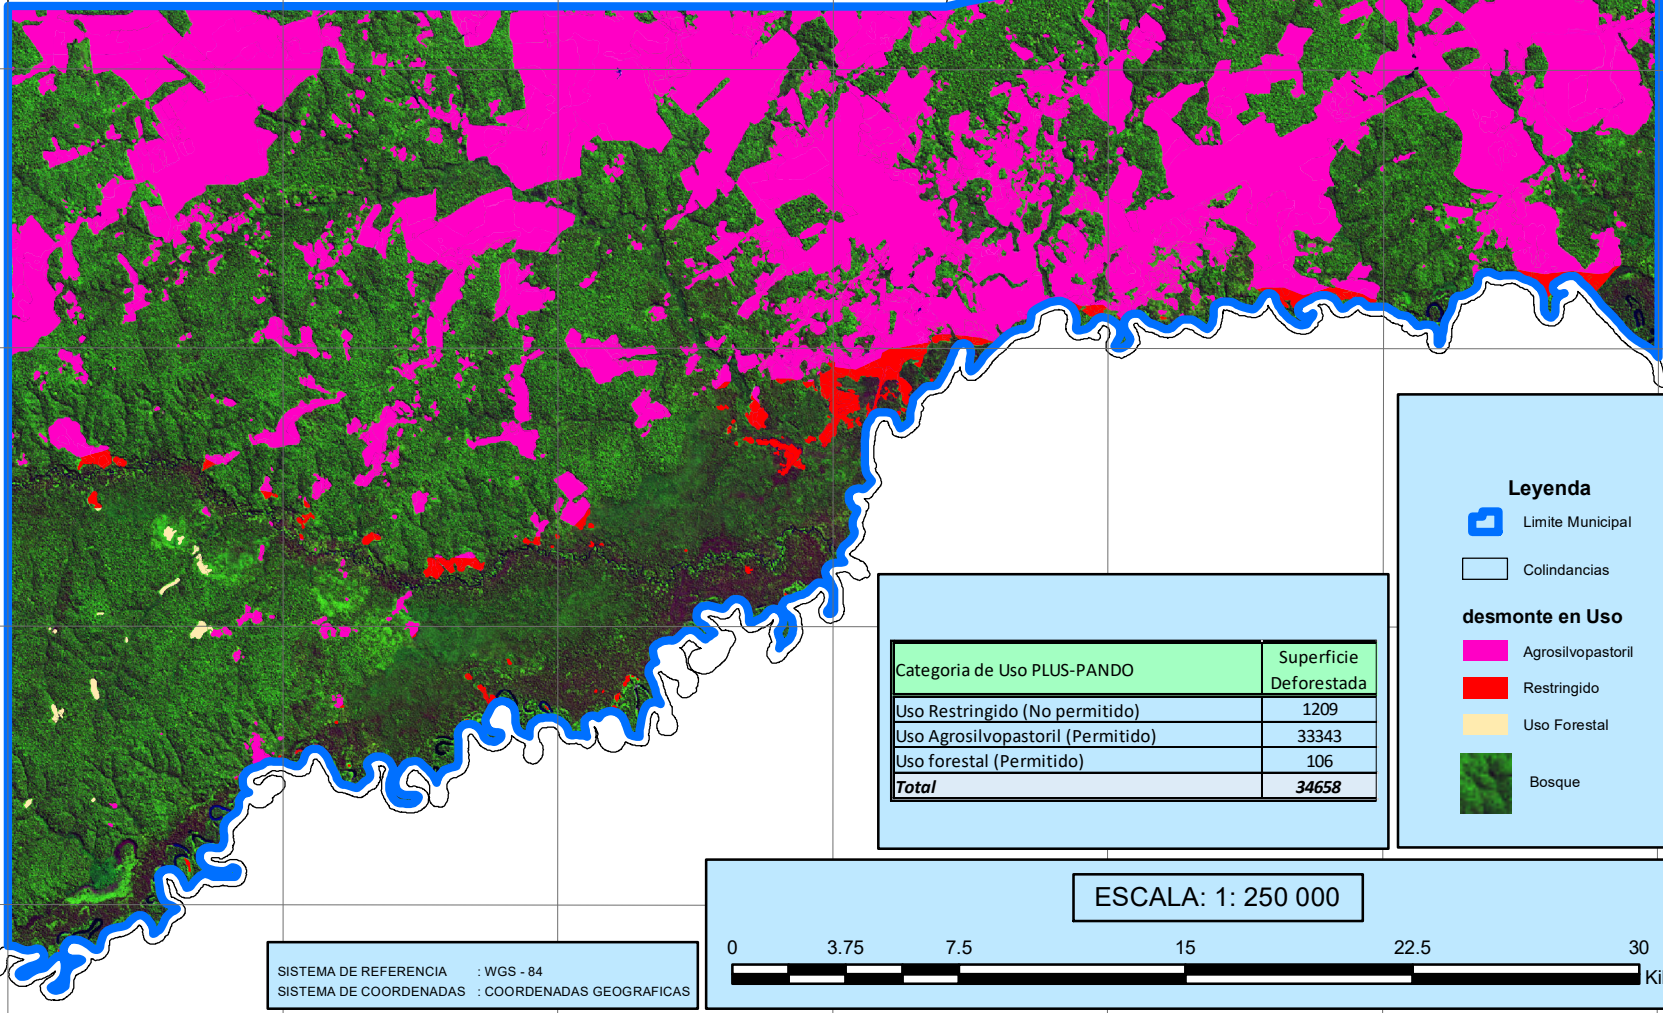 Leyenda
Limite Municipal
Colindancias
desmonte en Uso
Agrosilvopastoril
Restringido
Uso Forestal
Bosque
Categoria de Uso PLUS-PANDO Superficie Deforestada
Uso Restringido (No permitido) 1209
Uso Agrosilvopastoril (Permitido) 33343
Uso forestal (Permitido) 106
Total 34658
ESCALA: 1: 250 000
0 3.75 7.5 15 22.5 30
Ki
SISTEMA DE REFERENCIA : WGS - 84
SISTEMA DE COORDENADAS : COORDENADAS GEOGRAFICAS